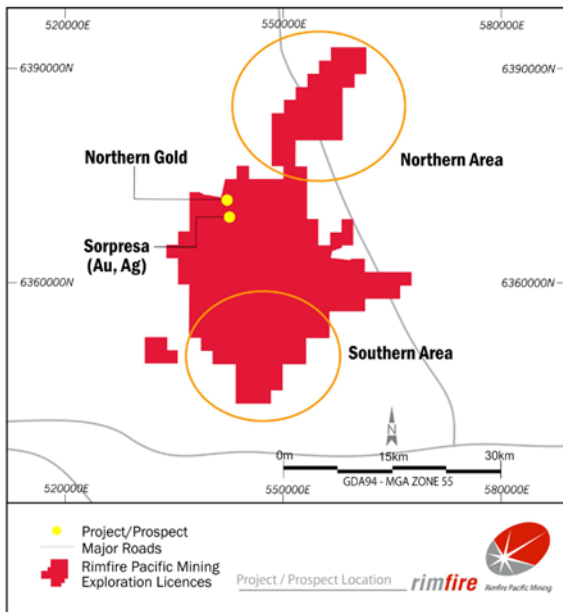 520000E
550000E
580000E
6390000N
6390000N
Northern Gold
Northern Area
Sorpresa
(Au, Ag)
6360000N
6360000N
Southern Area
N
0m
15km
30km
GDA94 - MGA ZONE 55
520000E
550000E
580000E
Project/Prospect
Major Roads
Rimfire Pacific Mining
Exploration Licences
Project / Prospect Location
rimfire
Rimfire Pacific Mining